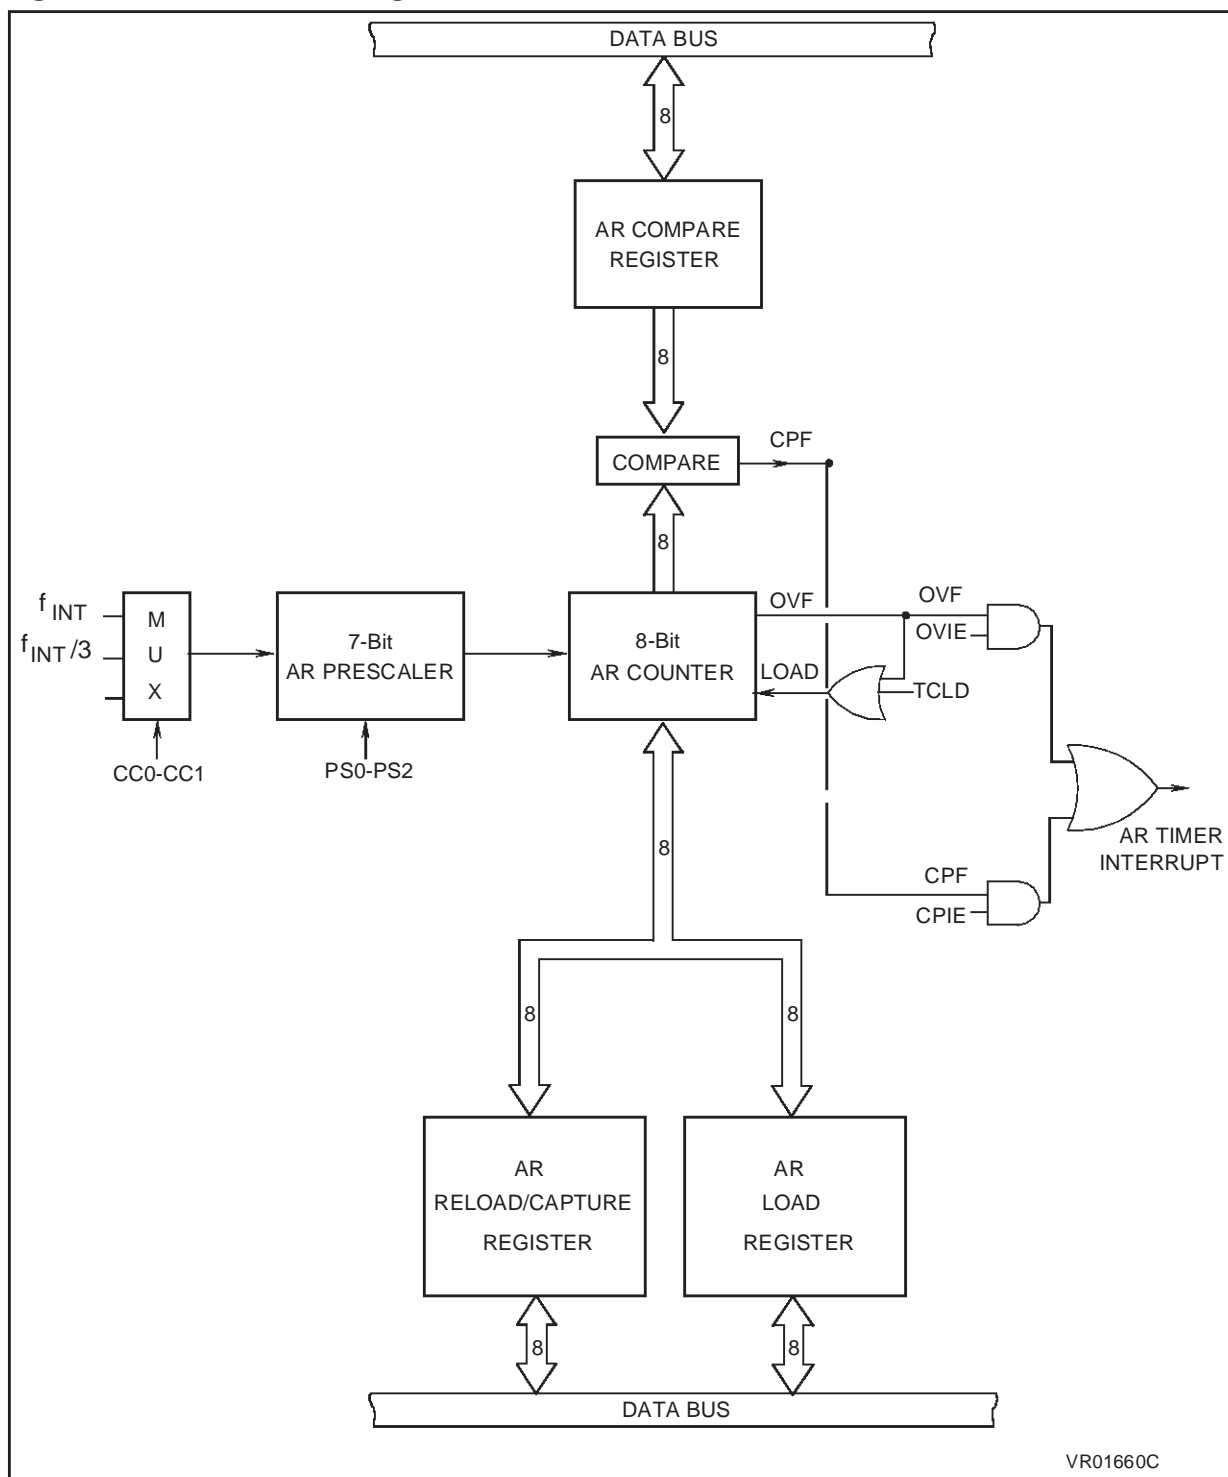 DATA BUS
8
AR COMPARE
REGISTER
8
CPF
COMPARE
8
f INT
f INT /3
M
U
X
7-Bit
AR PRESCALER
8-Bit
AR COUNTER
OVF
OVF
OVIE
LOAD
TCLD
CC0-CC1
PS0-PS2
8
AR TIMER
INTERRUPT
CPF
CPIE
8
8
AR
RELOAD/CAPTURE
REGISTER
AR
LOAD
REGISTER
8
8
DATA BUS
VR01660C